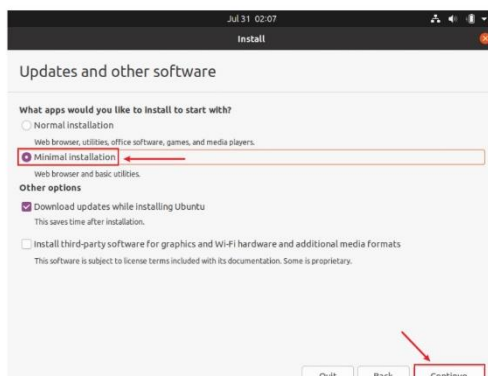 Jul 31 02:07
Install
Updates and other software
What apps would you like to install to start with?
Normal installation
Web browser, utilities, office software, games, and media players.
Minimal installation
Web browser and basic utilities.
Other options
Download updates while installing Ubuntu
This saves time after installation.
Install third-party software for graphics and Wi-Fi hardware and additional media formats
This software is subject to license terms included with its documentation. Some is proprietary.
Quit Back Continue